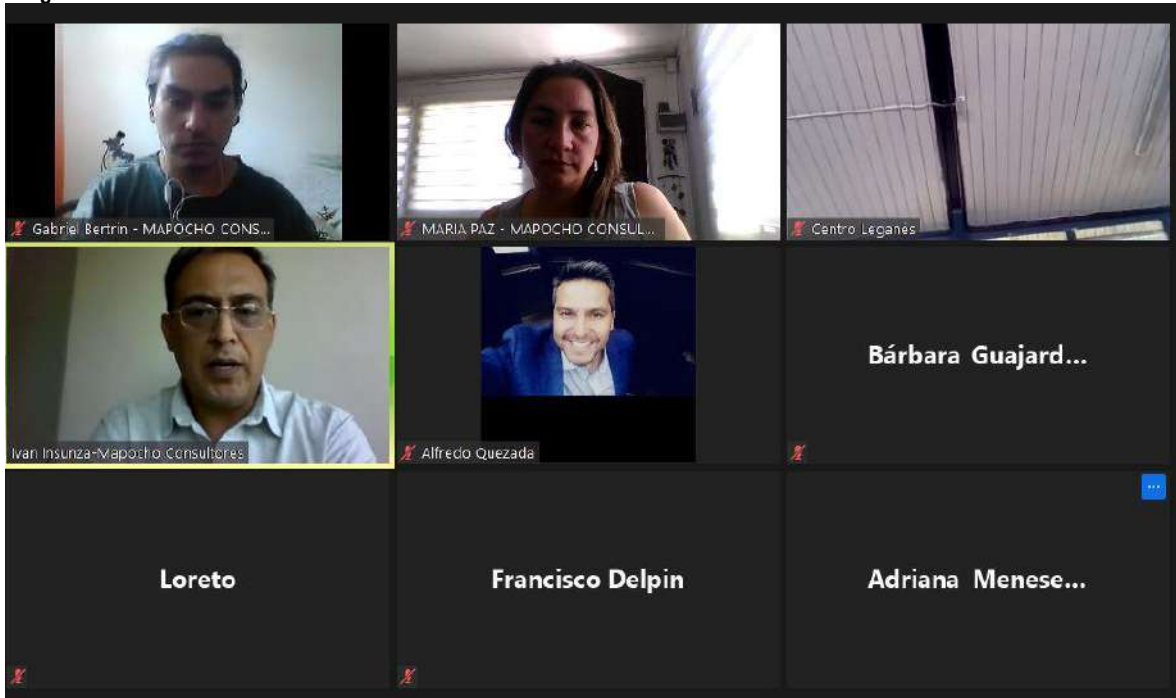 Gabriel Bertrin - MAPOCHO CONS...
MARIA PAZ - MAPOCHO CONSUL...
Centro Leganes
Ivan Insunza-Mapocho Consultores
Alfredo Quezada
Bárbara Guajard...
Loreto
Francisco Delpin
Adriana Menese...